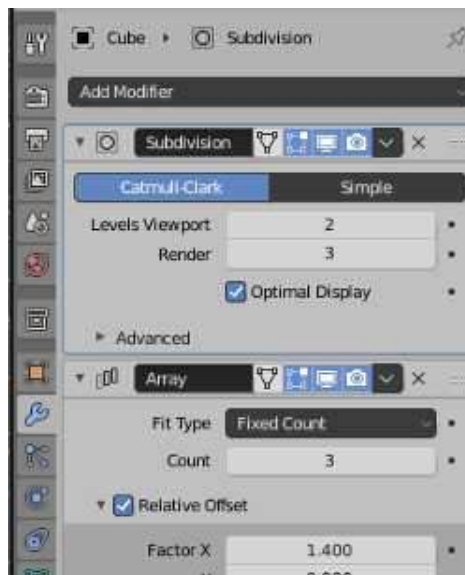 Cube › Subdivision
Add Modifier
Subdivision
Catmull-Clark Simple
Levels Viewport 2
Render 3
Optimal Display
Advanced
Array
Fit Type Fixed Count
Count 3
Relative Offset
Factor X 1.400